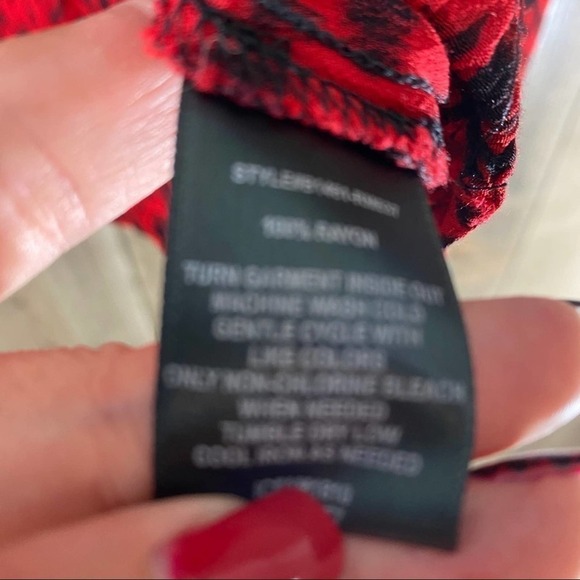 100% RAYON
TURN GARMENT INSIDE OUT
MACHINE WASH COLD
GENTLE CYCLE WITH
LIKE COLORS
ONLY NON-CHLORINE BLEACH
WHEN NEEDED
TUMBLE DRY LOW
COOL IRON AS NEEDED